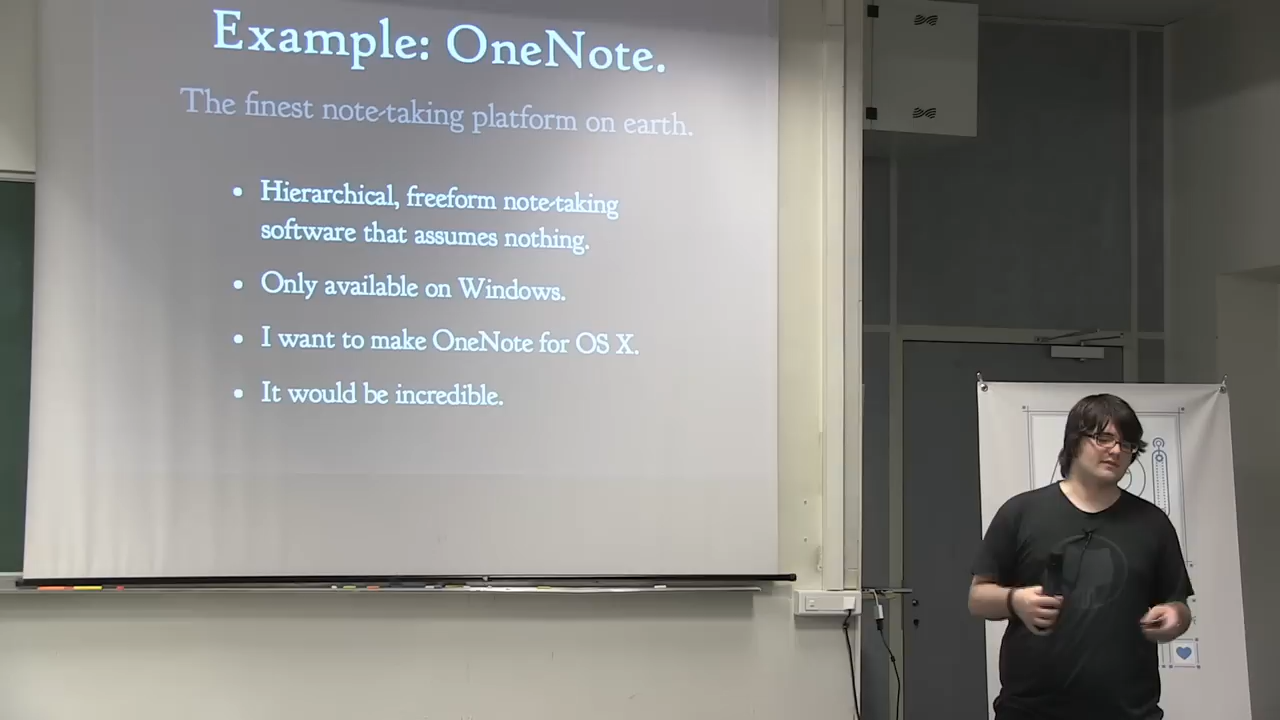 Example: OneNote.
The finest note-taking platform on earth.
• Hierarchical, freeform note-taking
software that assumes nothing.
• Only available on Windows.
• I want to make OneNote for OS X.
• It would be incredible.